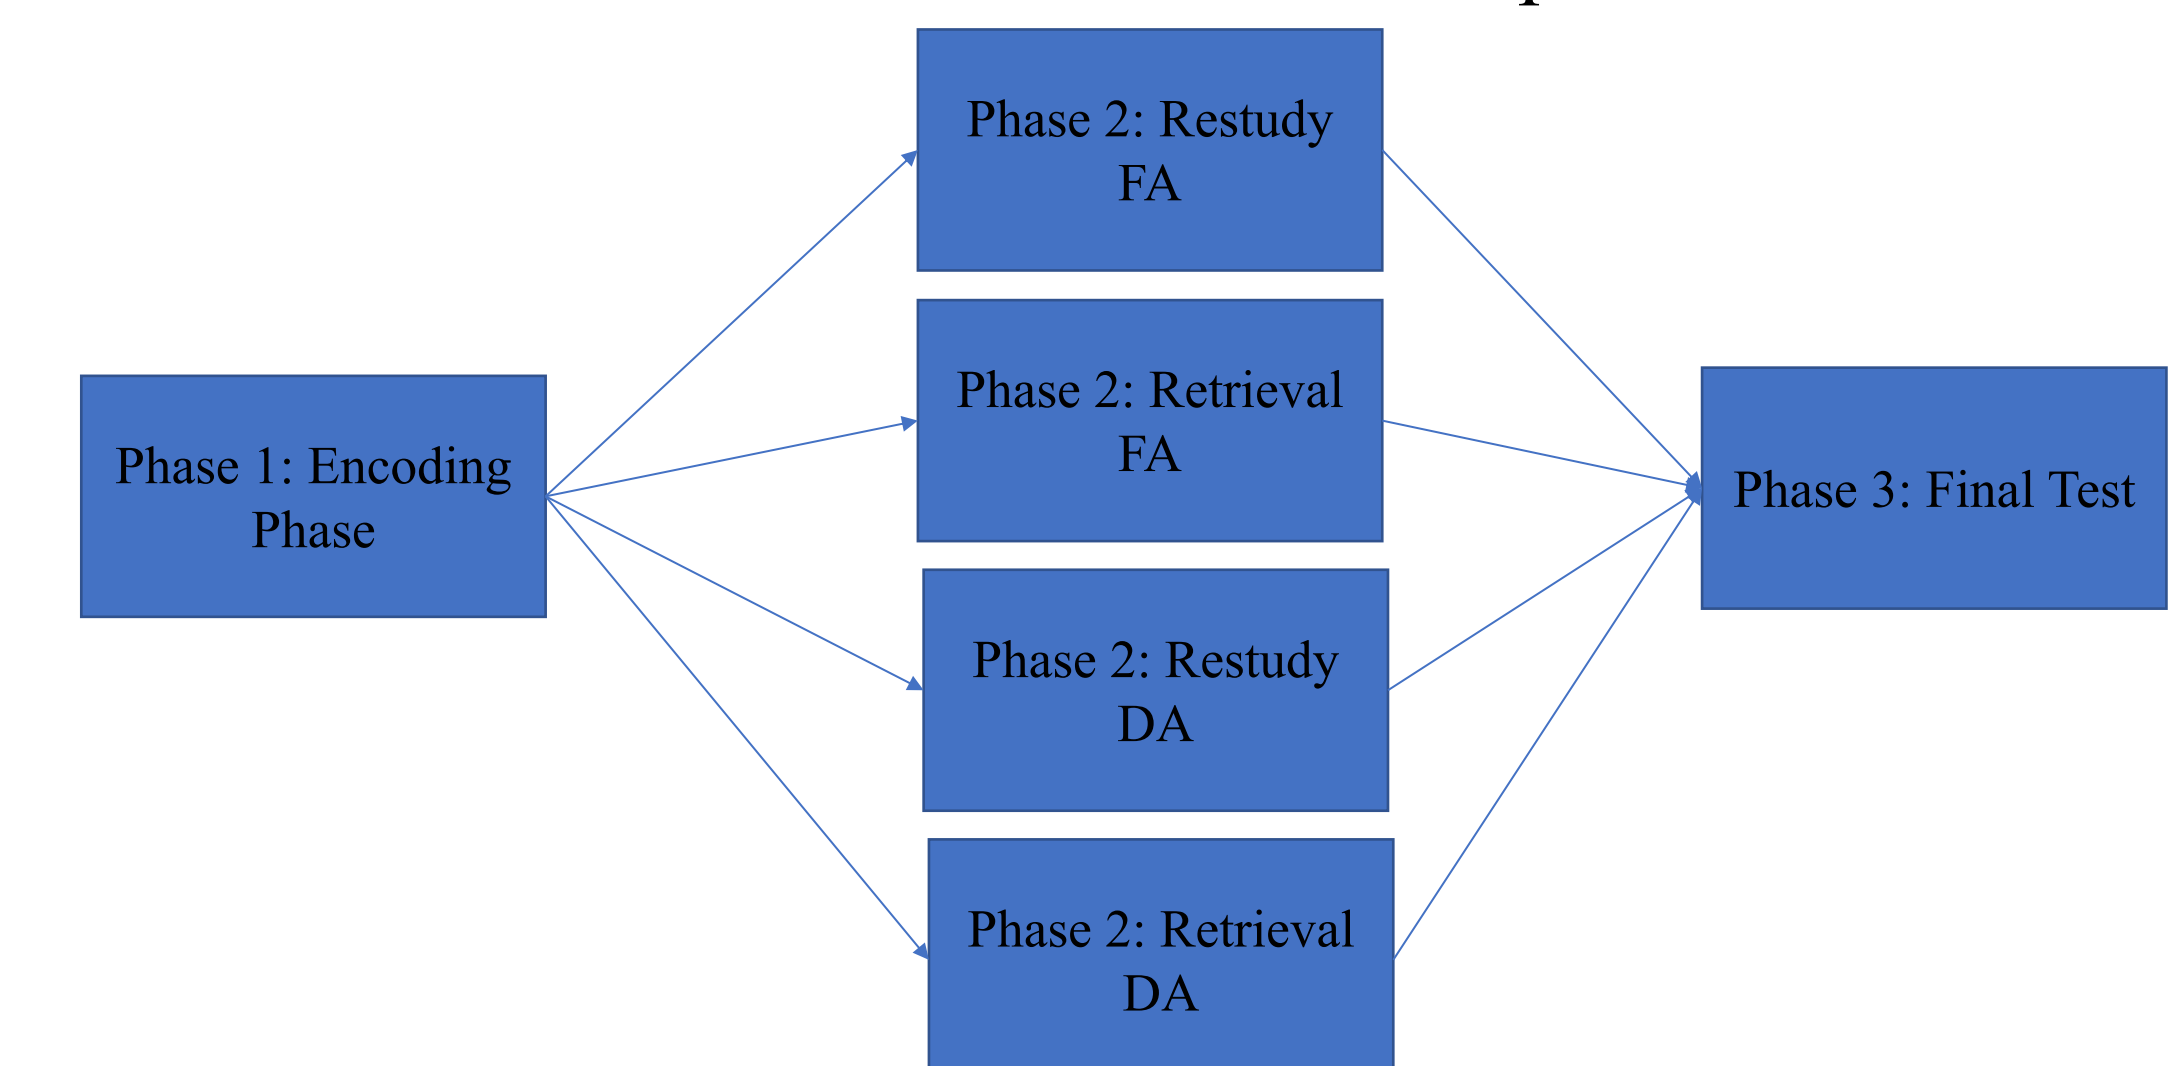 Phase 1: Encoding
Phase
Phase 2: Restudy
FA
Phase 2: Retrieval
FA
Phase 2: Restudy
DA
Phase 2: Retrieval
DA
Phase 3: Final Test